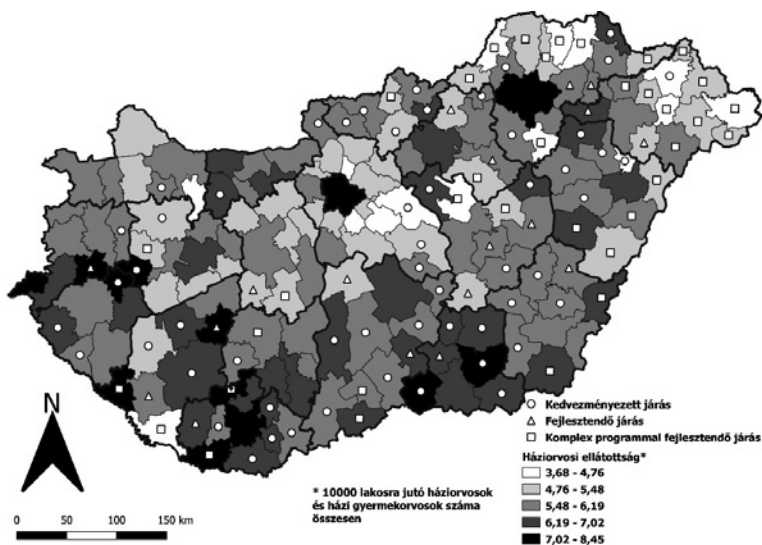 N
0 50 100 150 km
* 10000 lakosra jutó háziorvosok
és házi gyermekorvosok száma
összesen
Kedvezményezett járás
Fejlesztendő járás
Komplex programmal fejlesztendő járás
Háziorvosi ellátottság*
3,68 - 4,76
4,76 - 5,48
5,48 - 6,19
6,19 - 7,02
7,02 - 8,45